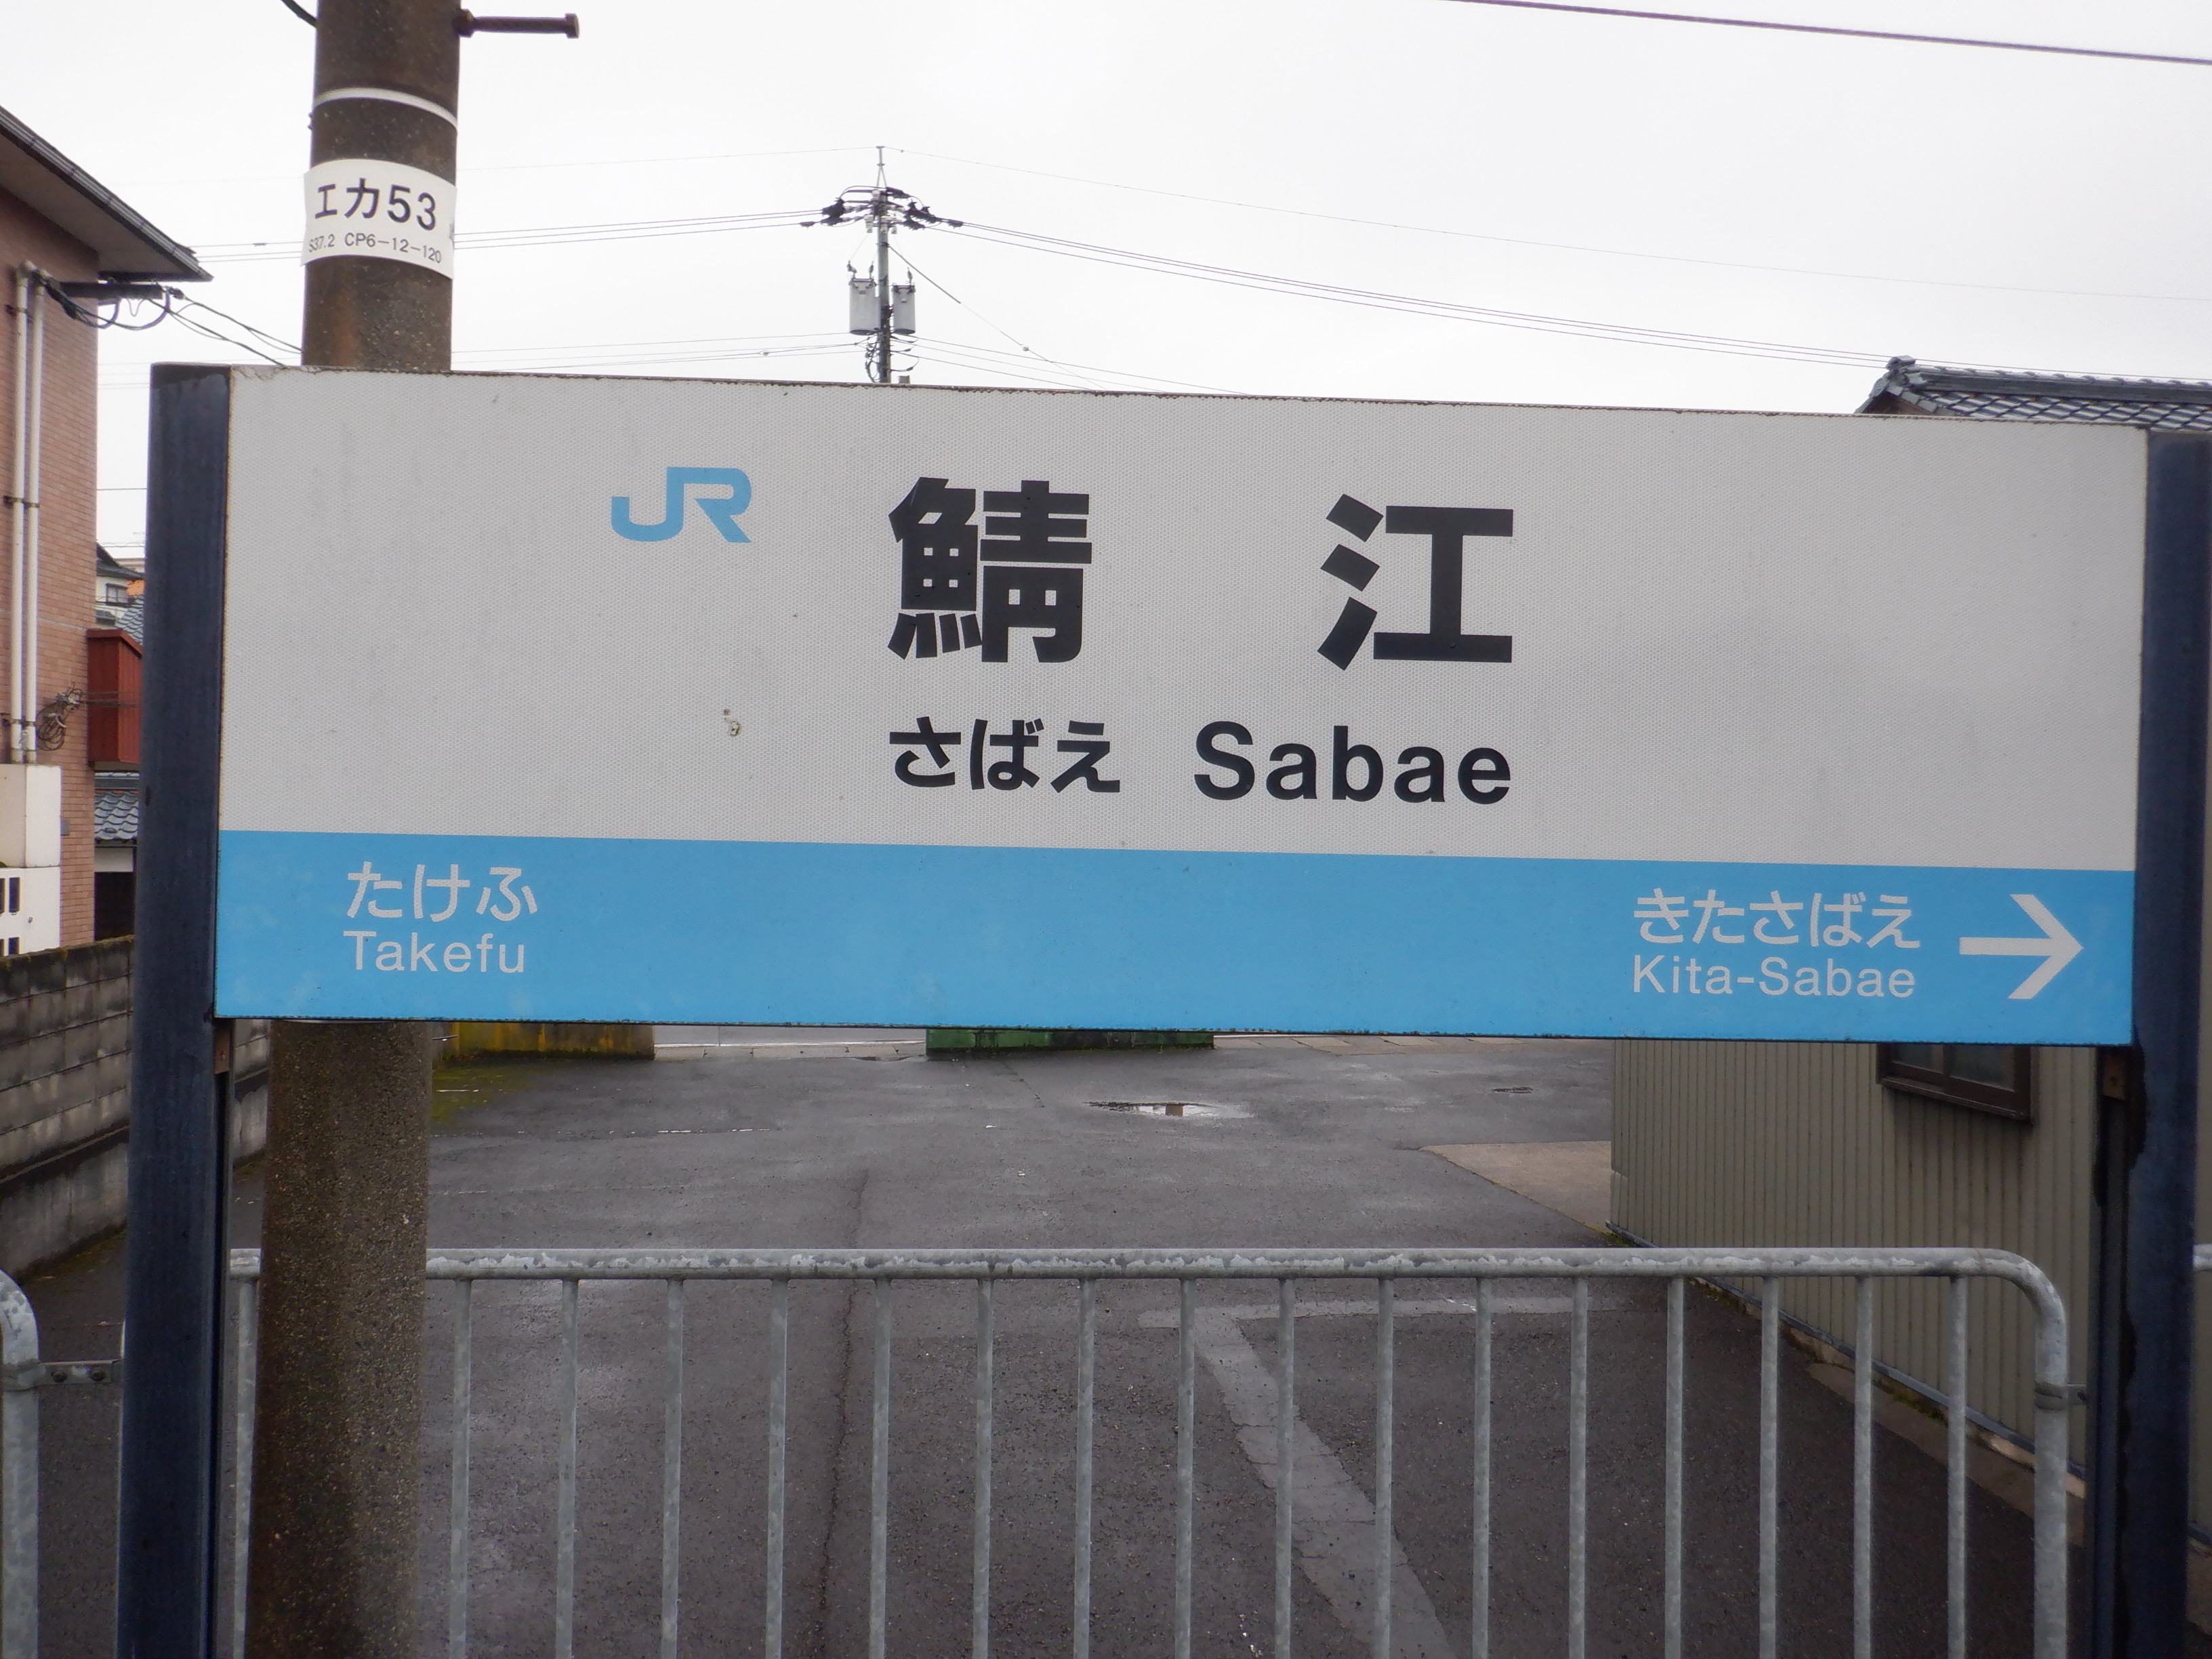 エカ53
S37.2 CP6-12-120
JR
鯖江
さばえ Sabae
たけふ
Takefu
きたさばえ →
Kita-Sabae